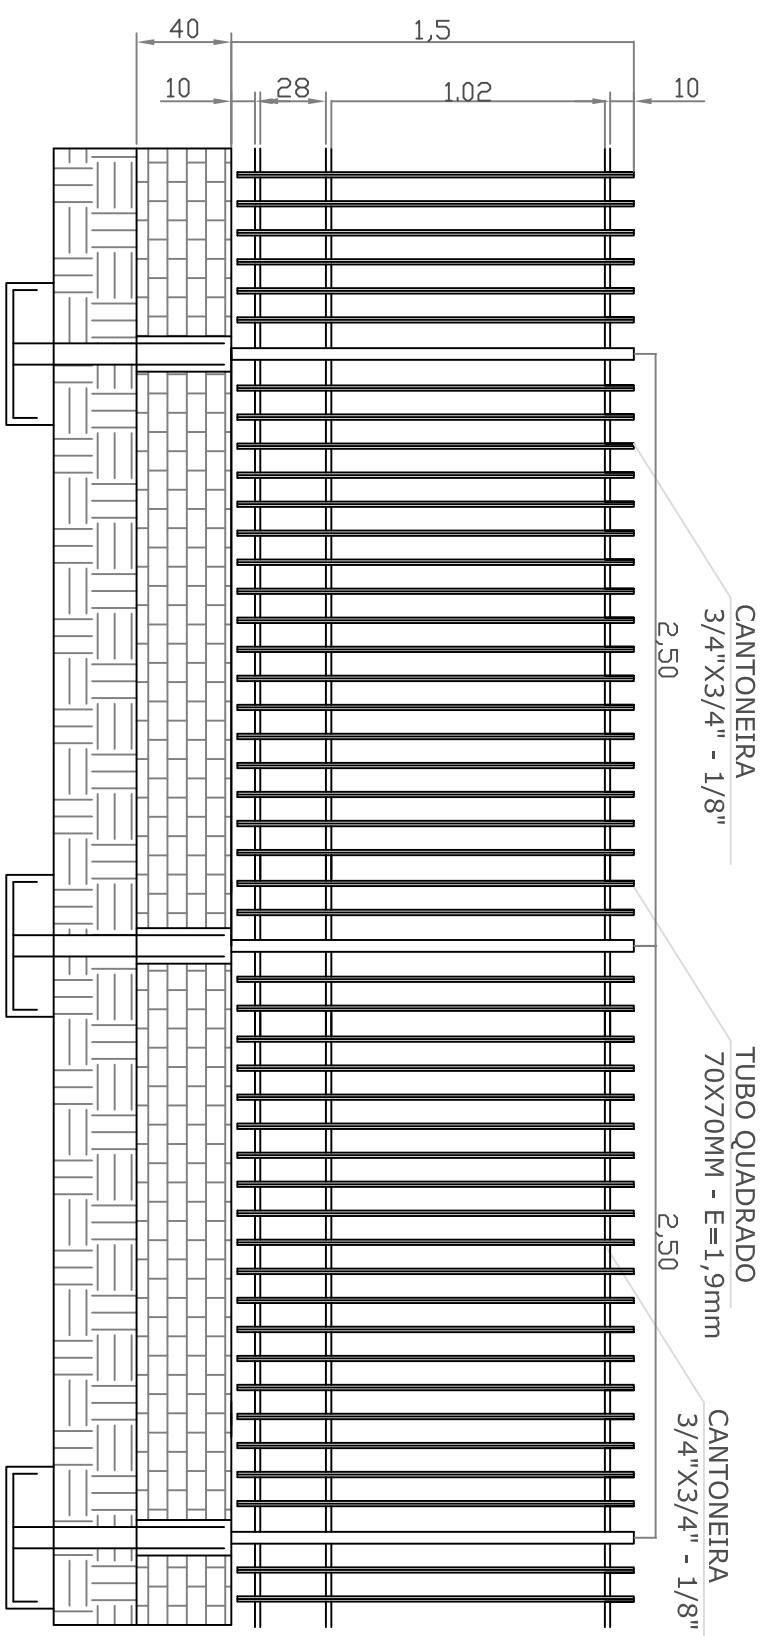 40
1,5
10
28
1.02
10
CANTONEIRA
3/4"X3/4" - 1/8"
2,50
TUBO QUADRADO
70X70MM - E=1,9mm
2,50
CANTONEIRA
3/4"X3/4" - 1/8"